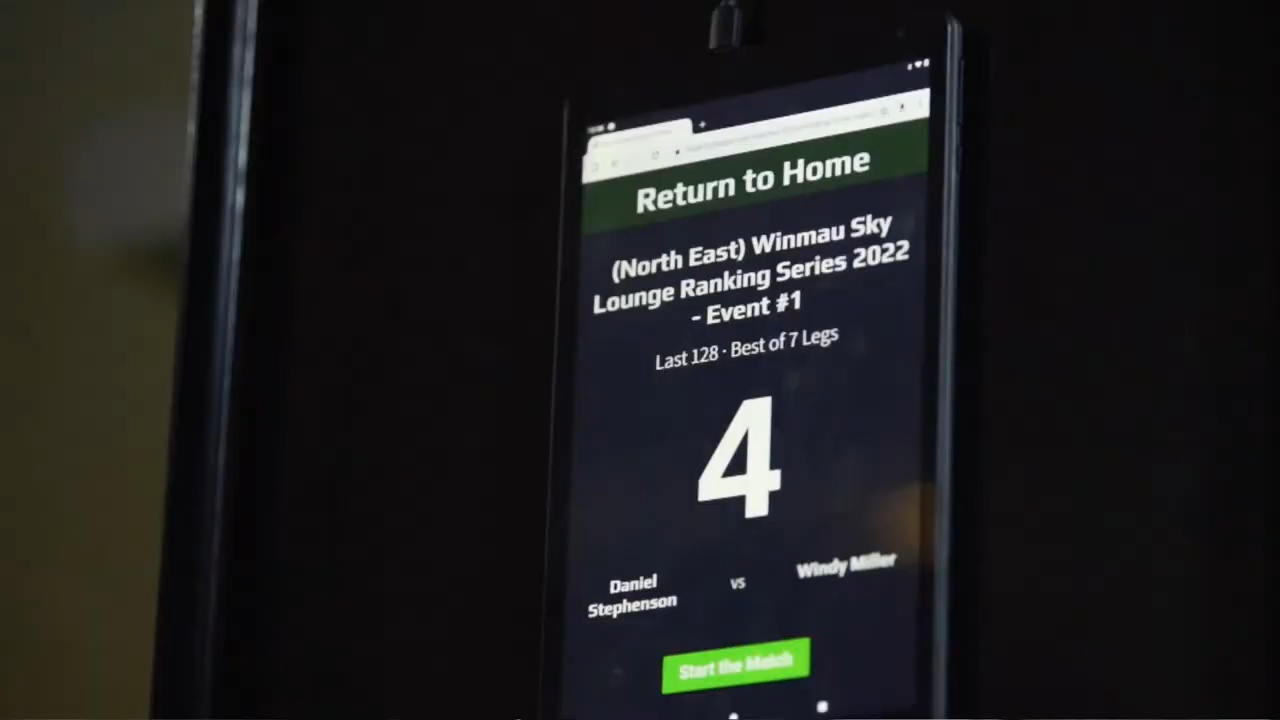 Return to Home
(North East) Winmau Sky
Lounge Ranking Series 2022
- Event #1
Last 128 · Best of 7 Legs
4
Daniel
Stephenson
vs
Windy Miller
Start the Match